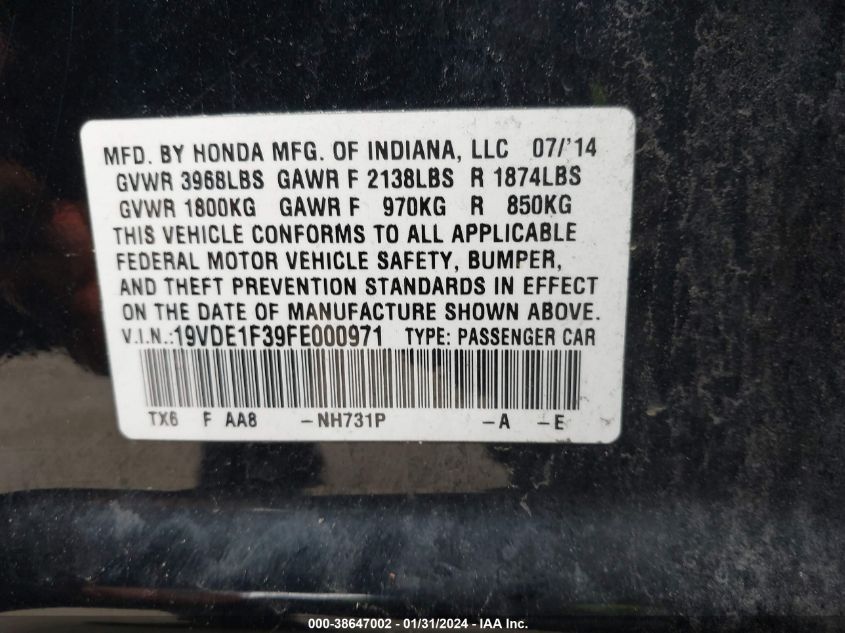 MFD. BY HONDA MFG. OF INDIANA, LLC 07/'14
GVWR 3968LBS GAWR F 2138LBS R 1874LBS
GVWR 1800KG GAWR F 970KG R 850KG
THIS VEHICLE CONFORMS TO ALL APPLICABLE
FEDERAL MOTOR VEHICLE SAFETY, BUMPER,
AND THEFT PREVENTION STANDARDS IN EFFECT
ON THE DATE OF MANUFACTURE SHOWN ABOVE.
V.I.N.:19VDE1F39FE000971 TYPE: PASSENGER CAR
TX6 F AA8 –NH731P –A –E
000-38647002 - 01/31/2024 - IAA Inc.